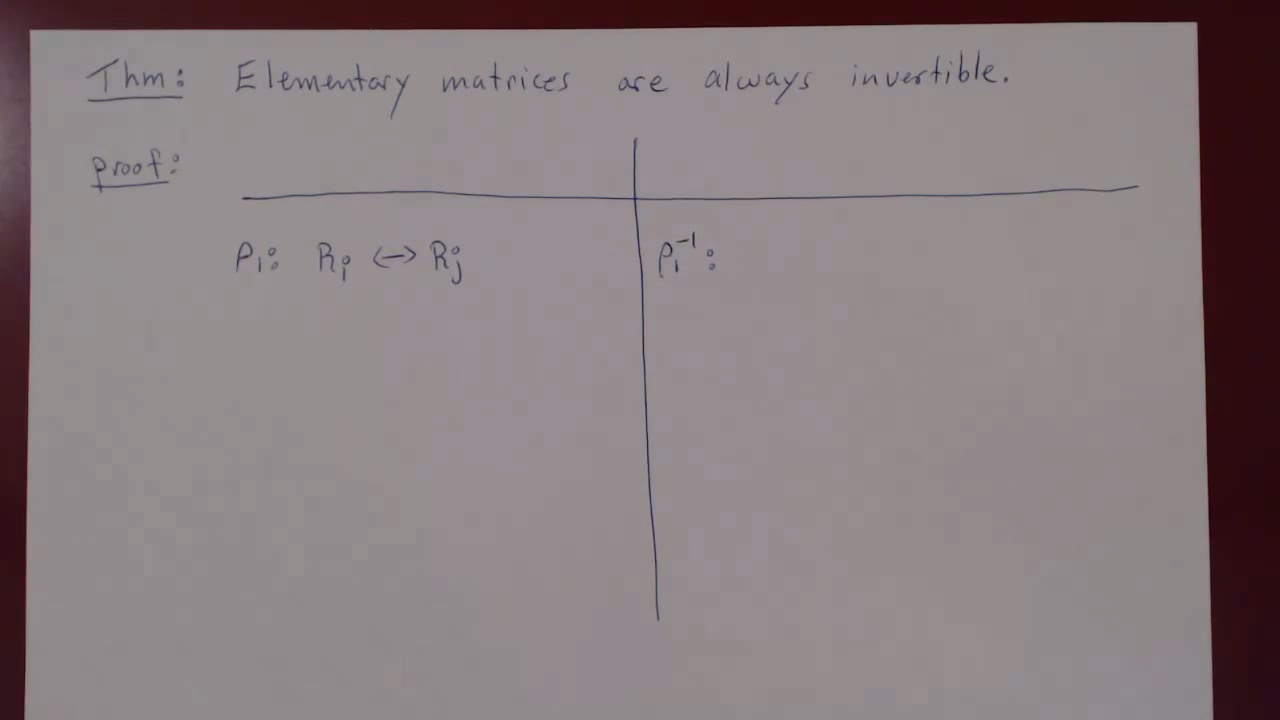 Thm: Elementary matrices are always invertible.
proof:
ρ₁: Rᵢ ↔ Rⱼ
ρ₁⁻¹: